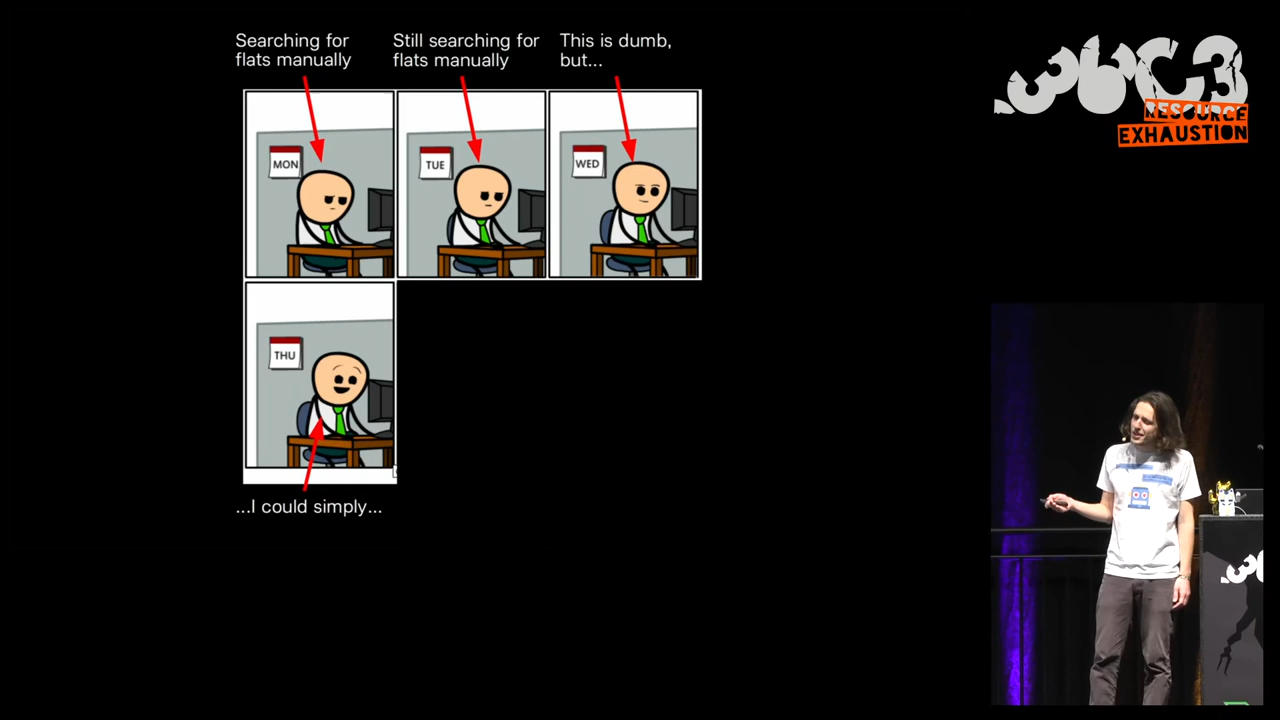 Searching for
flats manually
Still searching for
flats manually
This is dumb,
but...
MON
TUE
WED
THU
...I could simply...
36C3
RESOURCE
EXHAUSTION